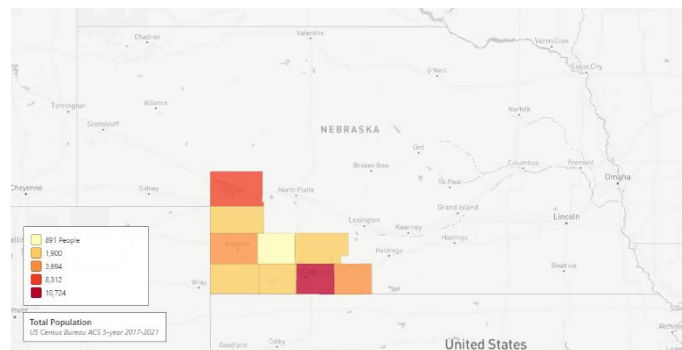 Chadron
Valentine
Vermillion
Sioux City
O'Neill
Torrington
Alliance
Scottsbluff
Norfolk
NEBRASKA
Ord
Broken Bow
Columbus
Fremont
Omaha
Cheyenne
Sidney
North Platte
St Paul
Grand Island
Lexington
Kearney
Lincoln
Hastings
Holdrege
Beatrice
Wray
891 People
1,900
3,694
8,312
10,724
Total Population
US Census Bureau ACS 5-year 2017-2021
Goodland
Colby
United States